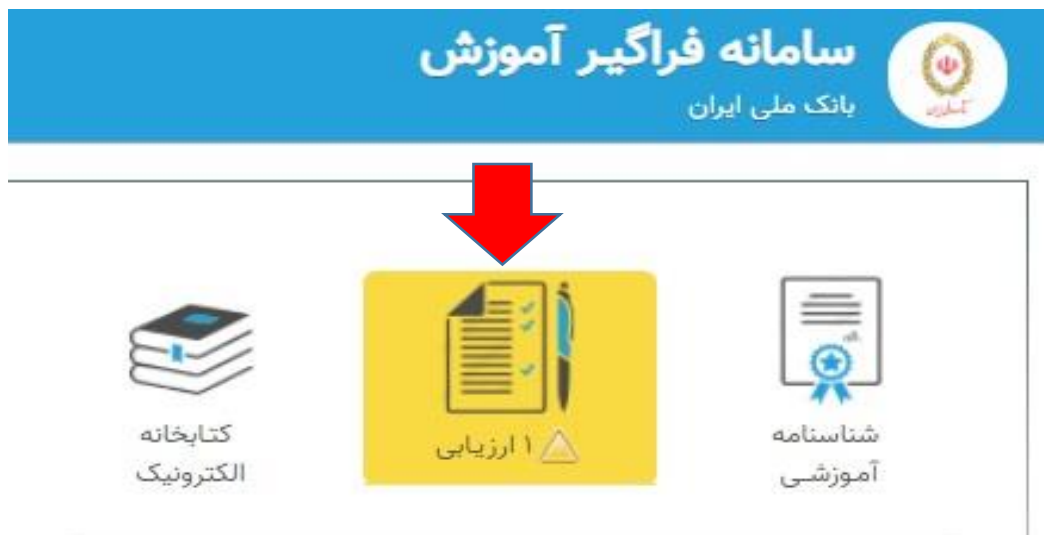 سامانه فراگیر آموزش
بانک ملی ایران
شناسنامه
آموزشی
۱ ارزیابی
کتابخانه
الکترونیک